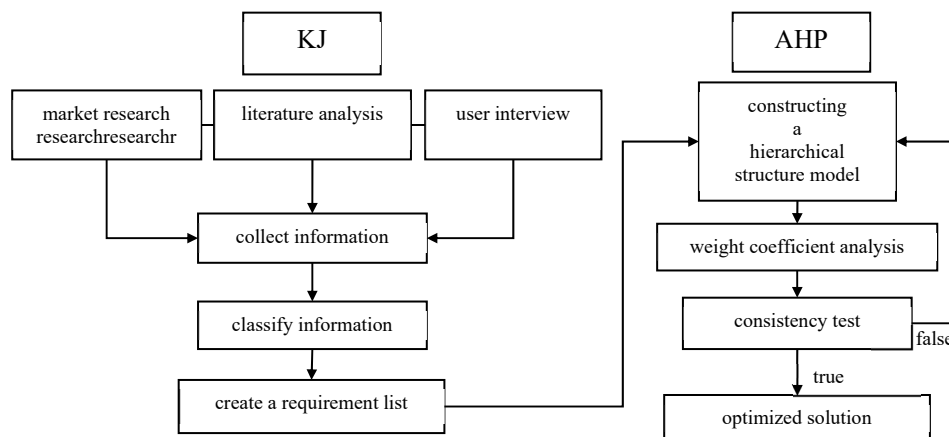 KJ
AHP
market research
researchresearchr
literature analysis
user interview
constructing
a
hierarchical
structure model
collect information
weight coefficient analysis
classify information
consistency test
false
true
create a requirement list
optimized solution